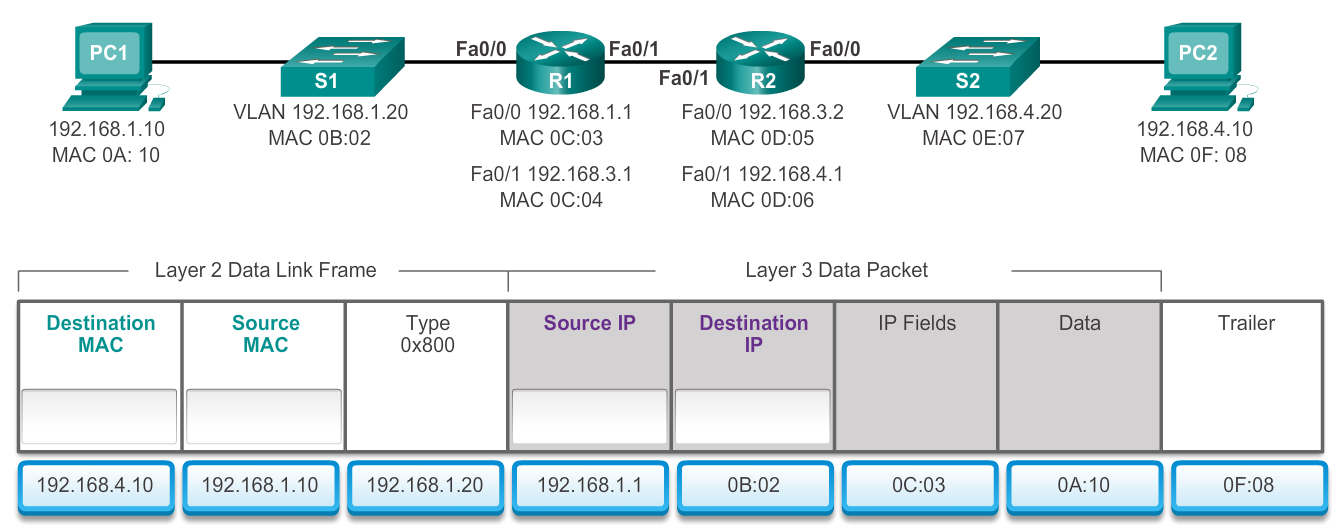 PC1
S1
Fa0/0
R1
Fa0/1
Fa0/1
R2
Fa0/0
S2
PC2
192.168.1.10
MAC 0A: 10
VLAN 192.168.1.20
MAC 0B:02
Fa0/0 192.168.1.1
MAC 0C:03
Fa0/1 192.168.3.1
MAC 0C:04
Fa0/0 192.168.3.2
MAC 0D:05
Fa0/1 192.168.4.1
MAC 0D:06
VLAN 192.168.4.20
MAC 0E:07
192.168.4.10
MAC 0F: 08
Layer 2 Data Link Frame
Layer 3 Data Packet
Destination
MAC
Source
MAC
Type
0x800
Source IP
Destination
IP
IP Fields
Data
Trailer
192.168.4.10
192.168.1.10
192.168.1.20
192.168.1.1
0B:02
0C:03
0A:10
0F:08